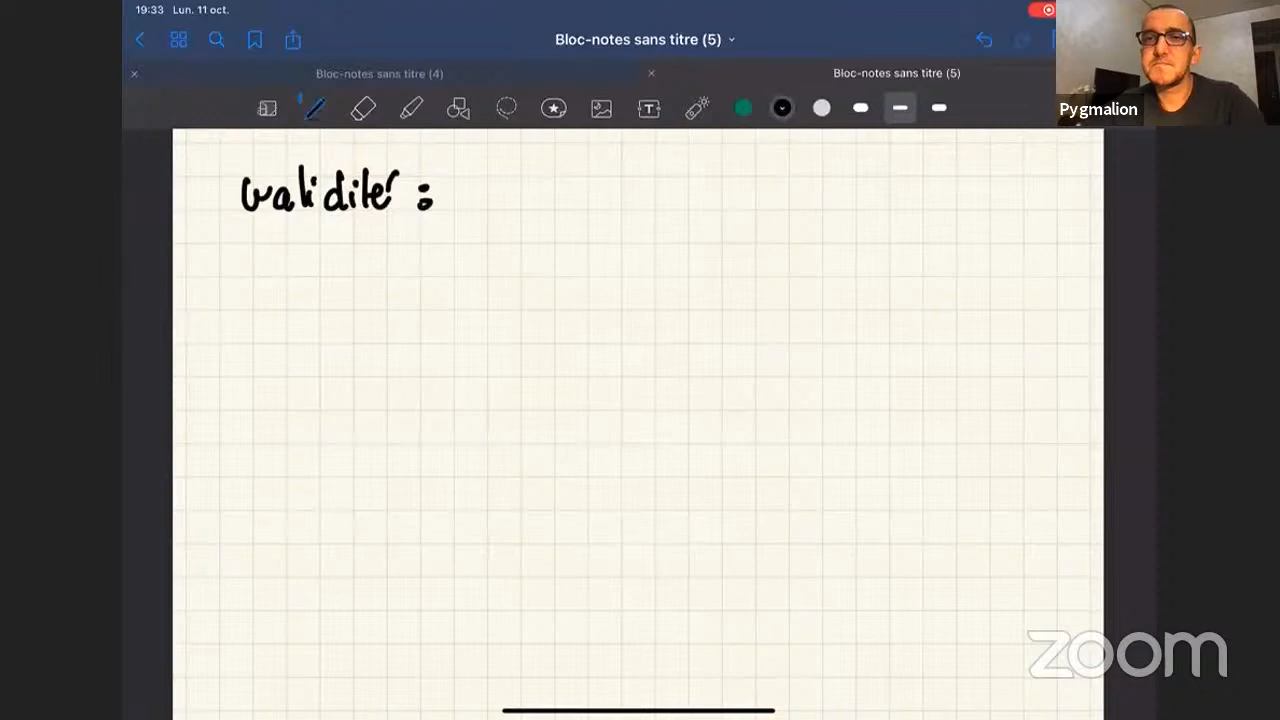 19:33 Lun. 11 oct.
Bloc-notes sans titre (5)
Bloc-notes sans titre (4)
Bloc-notes sans titre (5)
Pygmalion
validiter :
zoom